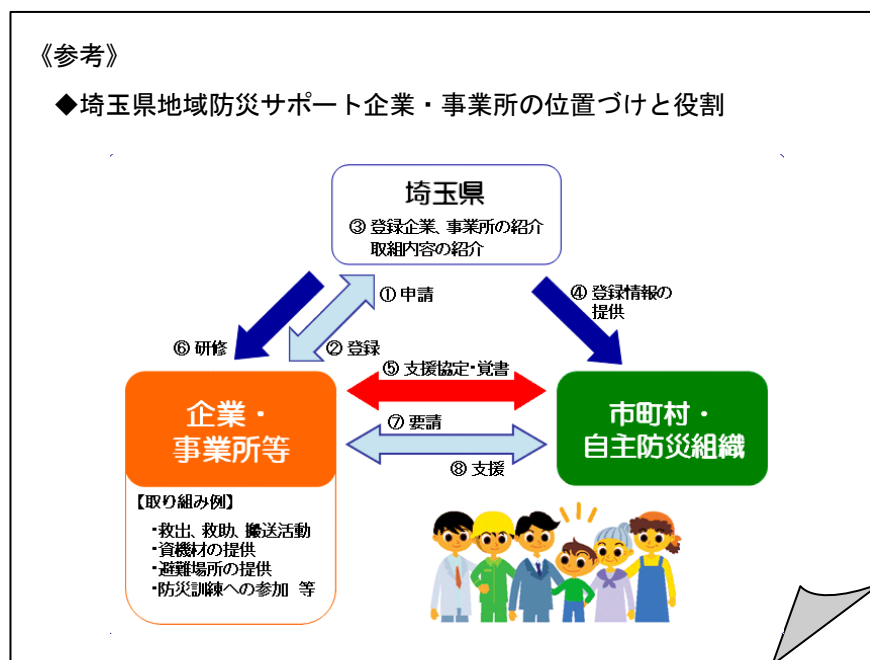 《参考》
◆埼玉県地域防災サポート企業・事業所の位置づけと役割
埼玉県
③ 登録企業、事業所の紹介
取組内容の紹介
① 申請
④ 登録情報の
提供
⑥ 研修
② 登録
⑤ 支援協定・覚書
企業・
事業所等
⑦ 要請
市町村・
自主防災組織
⑧ 支援
【取り組み例】
・救出、救助、搬送活動
・資機材の提供
・避難場所の提供
・防災訓練への参加 等